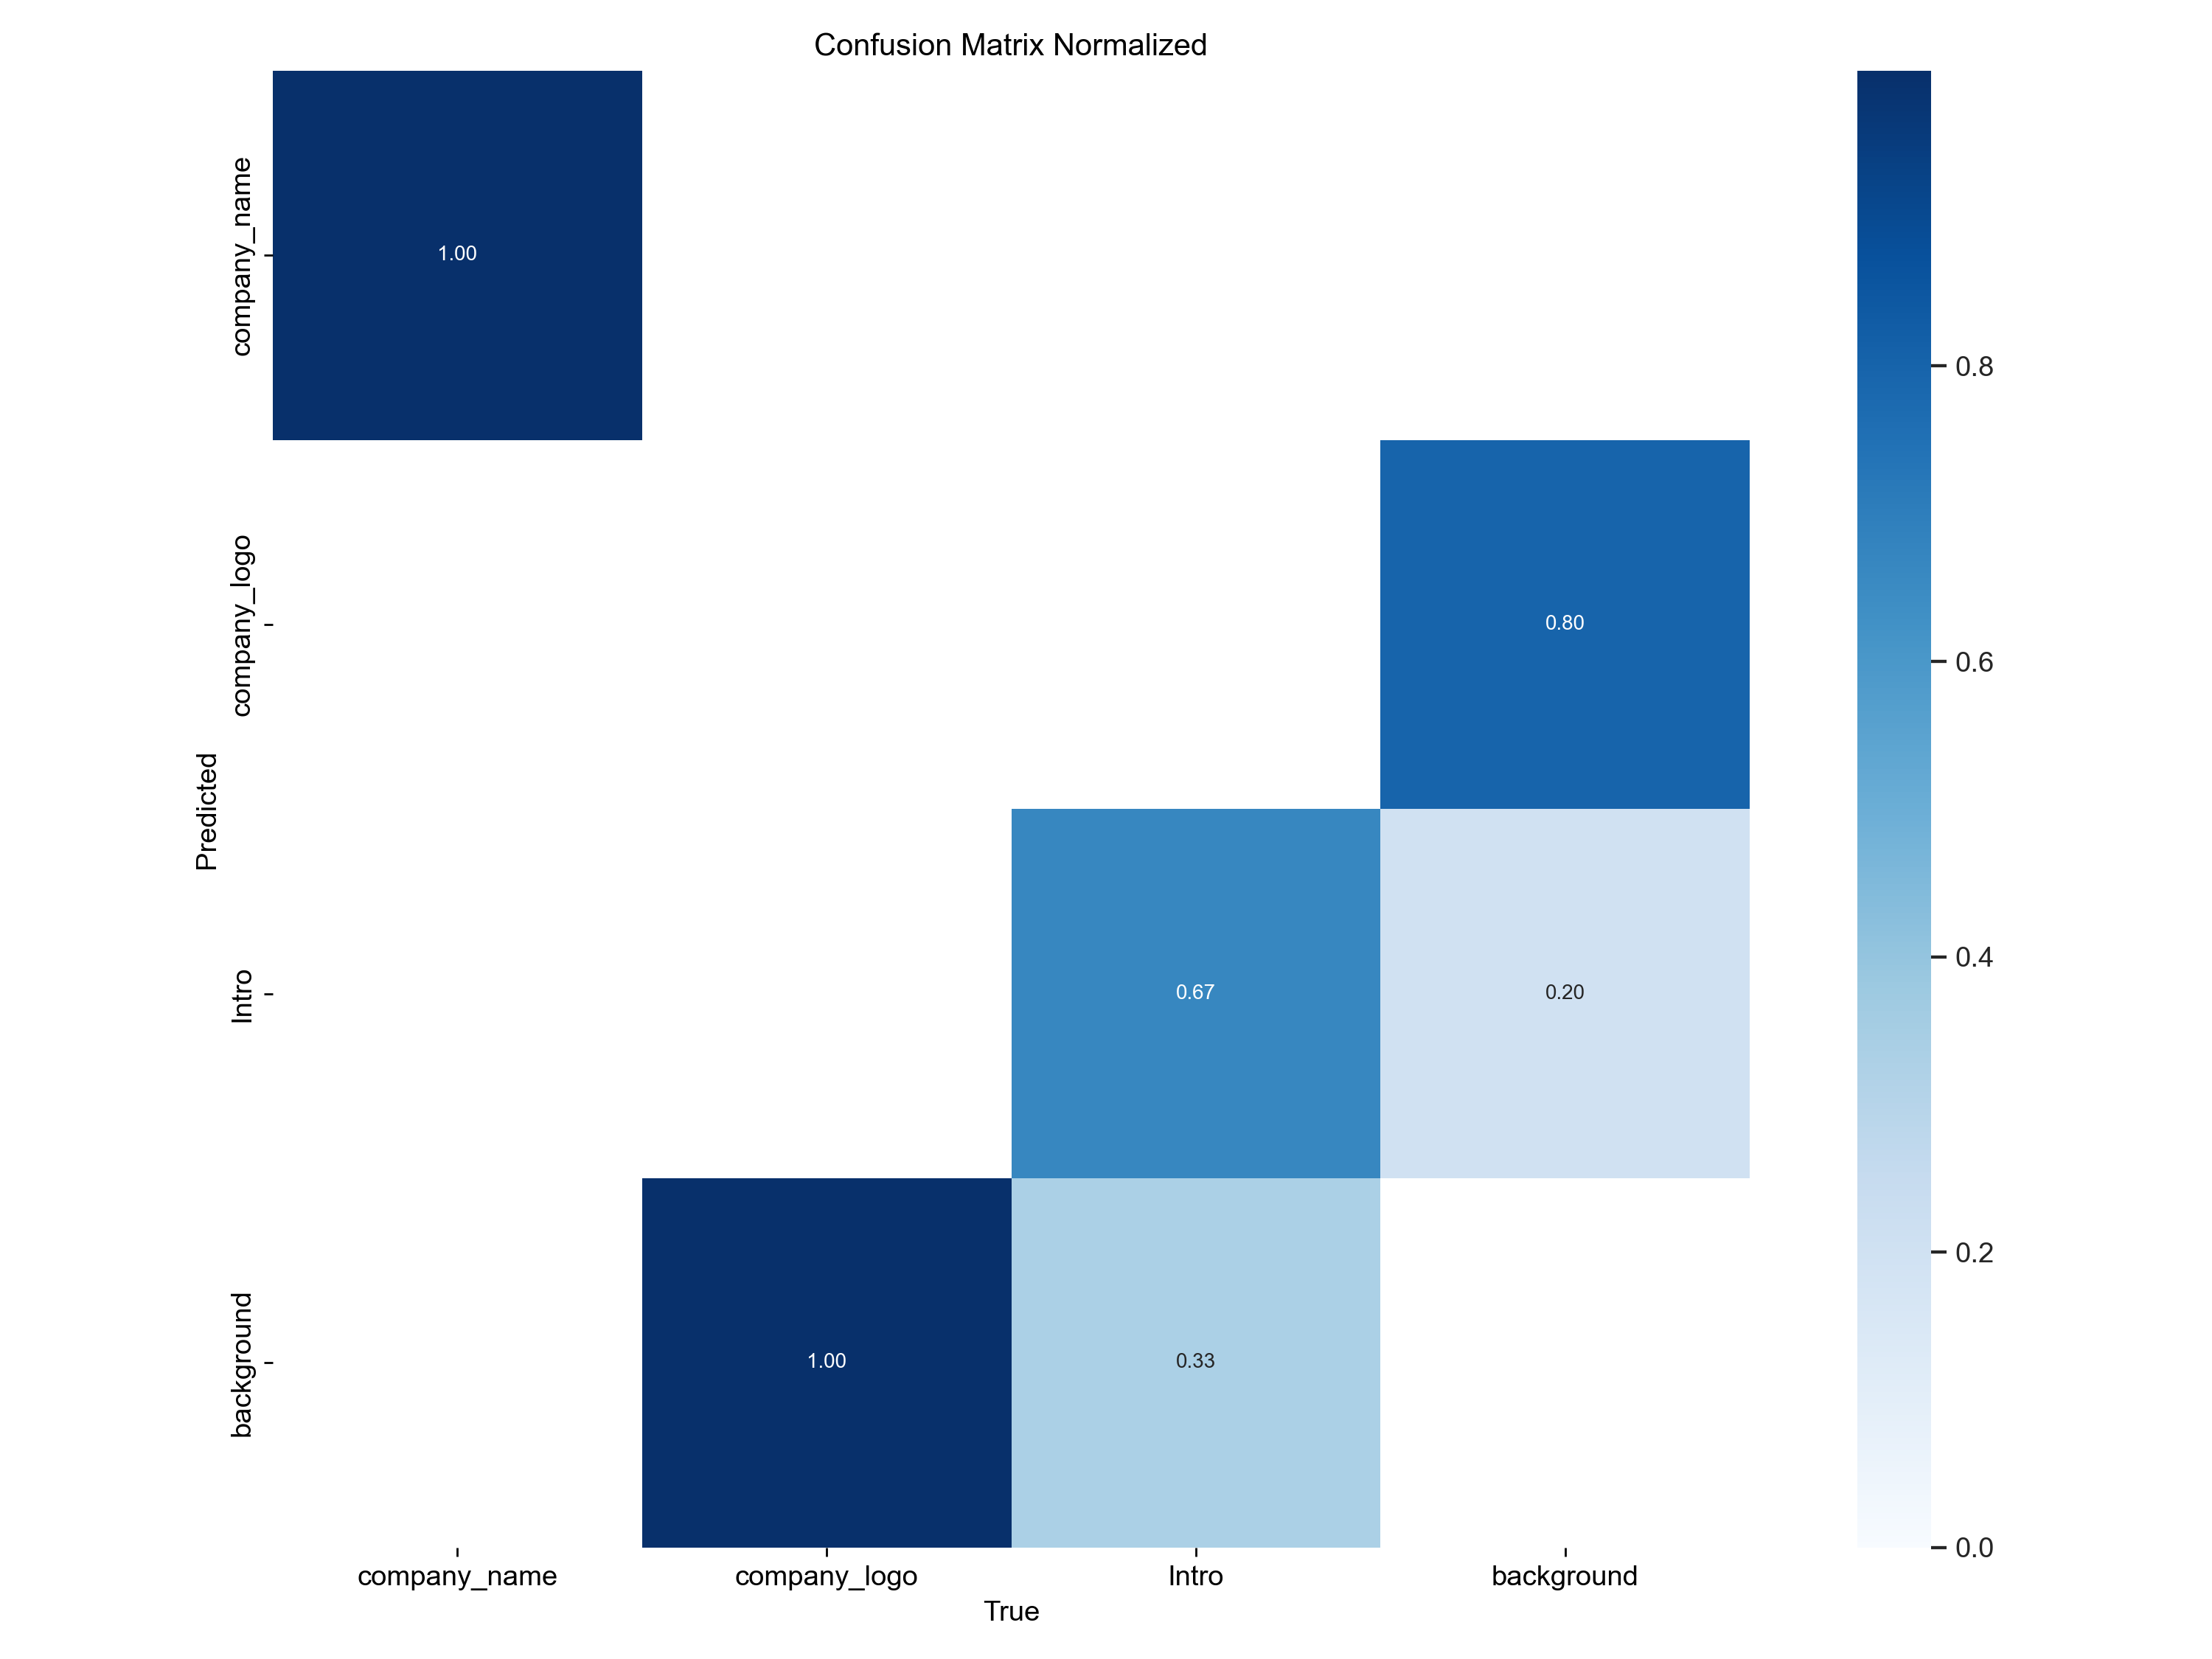 Confusion Matrix Normalized
company_name
1.00
company_logo
0.80
Predicted
Intro
0.67
0.20
background
1.00
0.33
company_name
company_logo
Intro
background
True
0.8
0.6
0.4
0.2
0.0